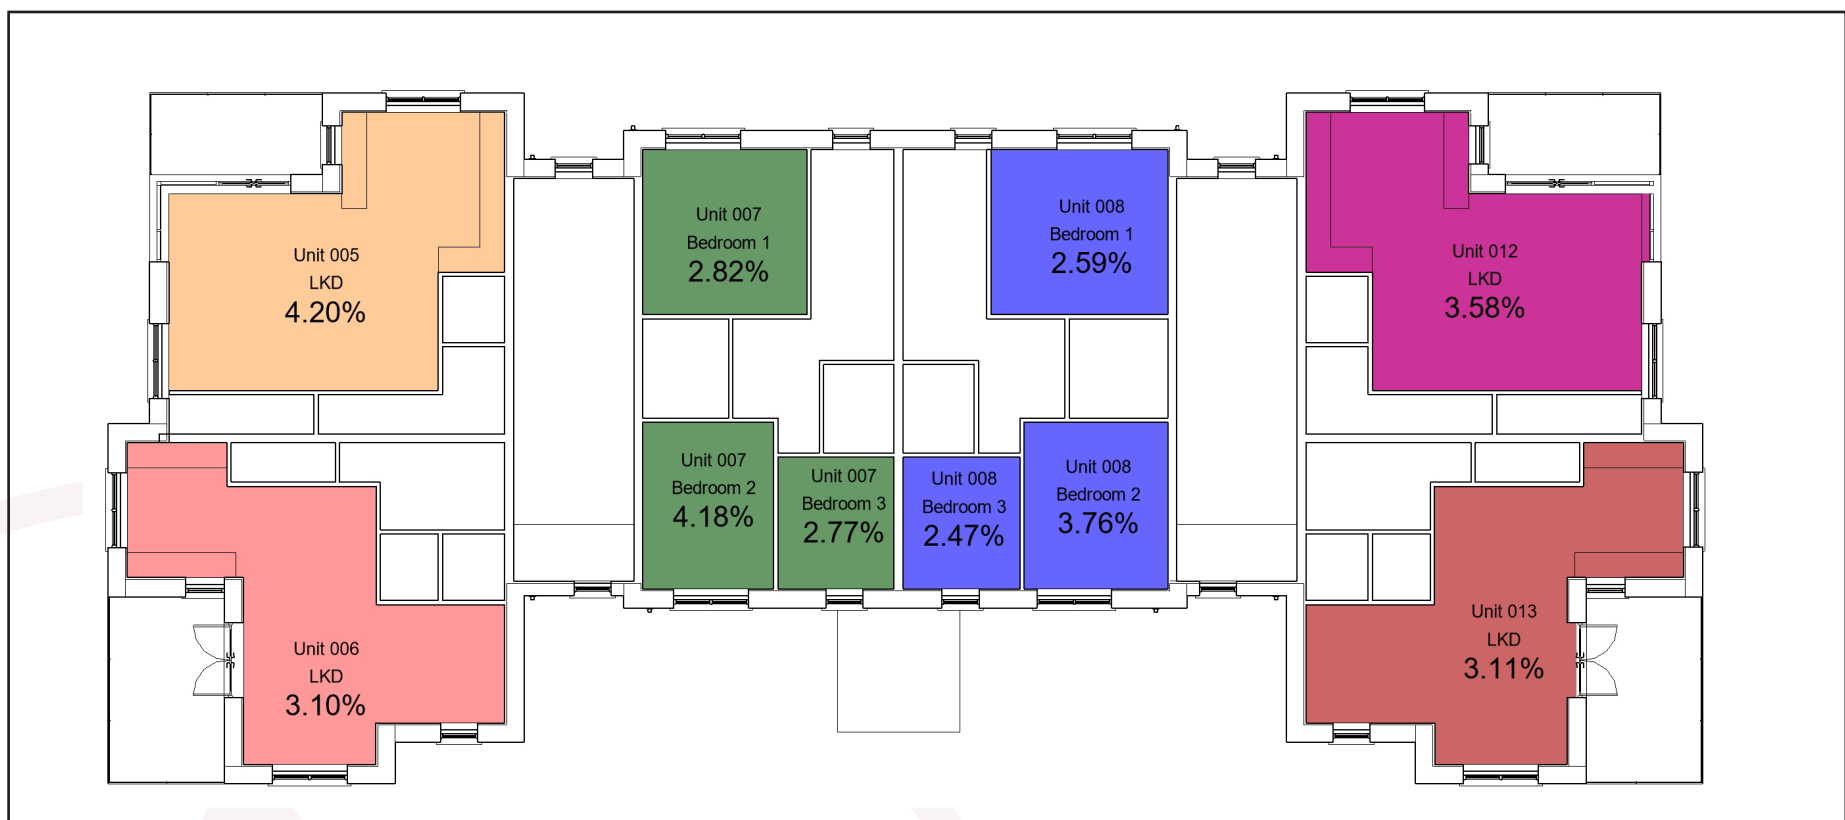 Unit 005
LKD
4.20%
Unit 007
Bedroom 1
2.82%
Unit 008
Bedroom 1
2.59%
Unit 012
LKD
3.58%
Unit 006
LKD
3.10%
Unit 007
Bedroom 2
4.18%
Unit 007
Bedroom 3
2.77%
Unit 008
Bedroom 3
2.47%
Unit 008
Bedroom 2
3.76%
Unit 013
LKD
3.11%